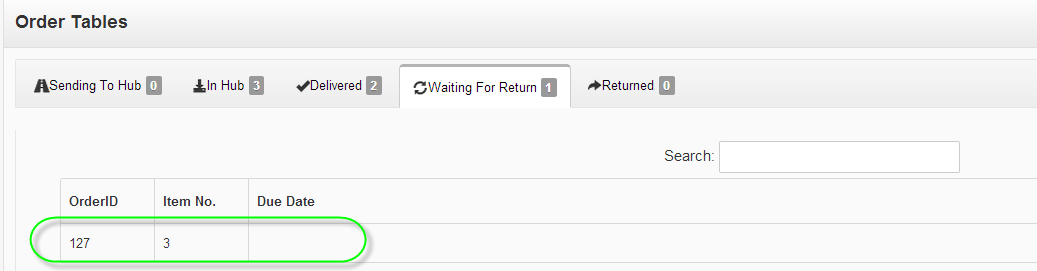 Order Tables
Sending To Hub 0 In Hub 3 Delivered 2 Waiting For Return 1 Returned 0
Search:
OrderID Item No. Due Date
127 3